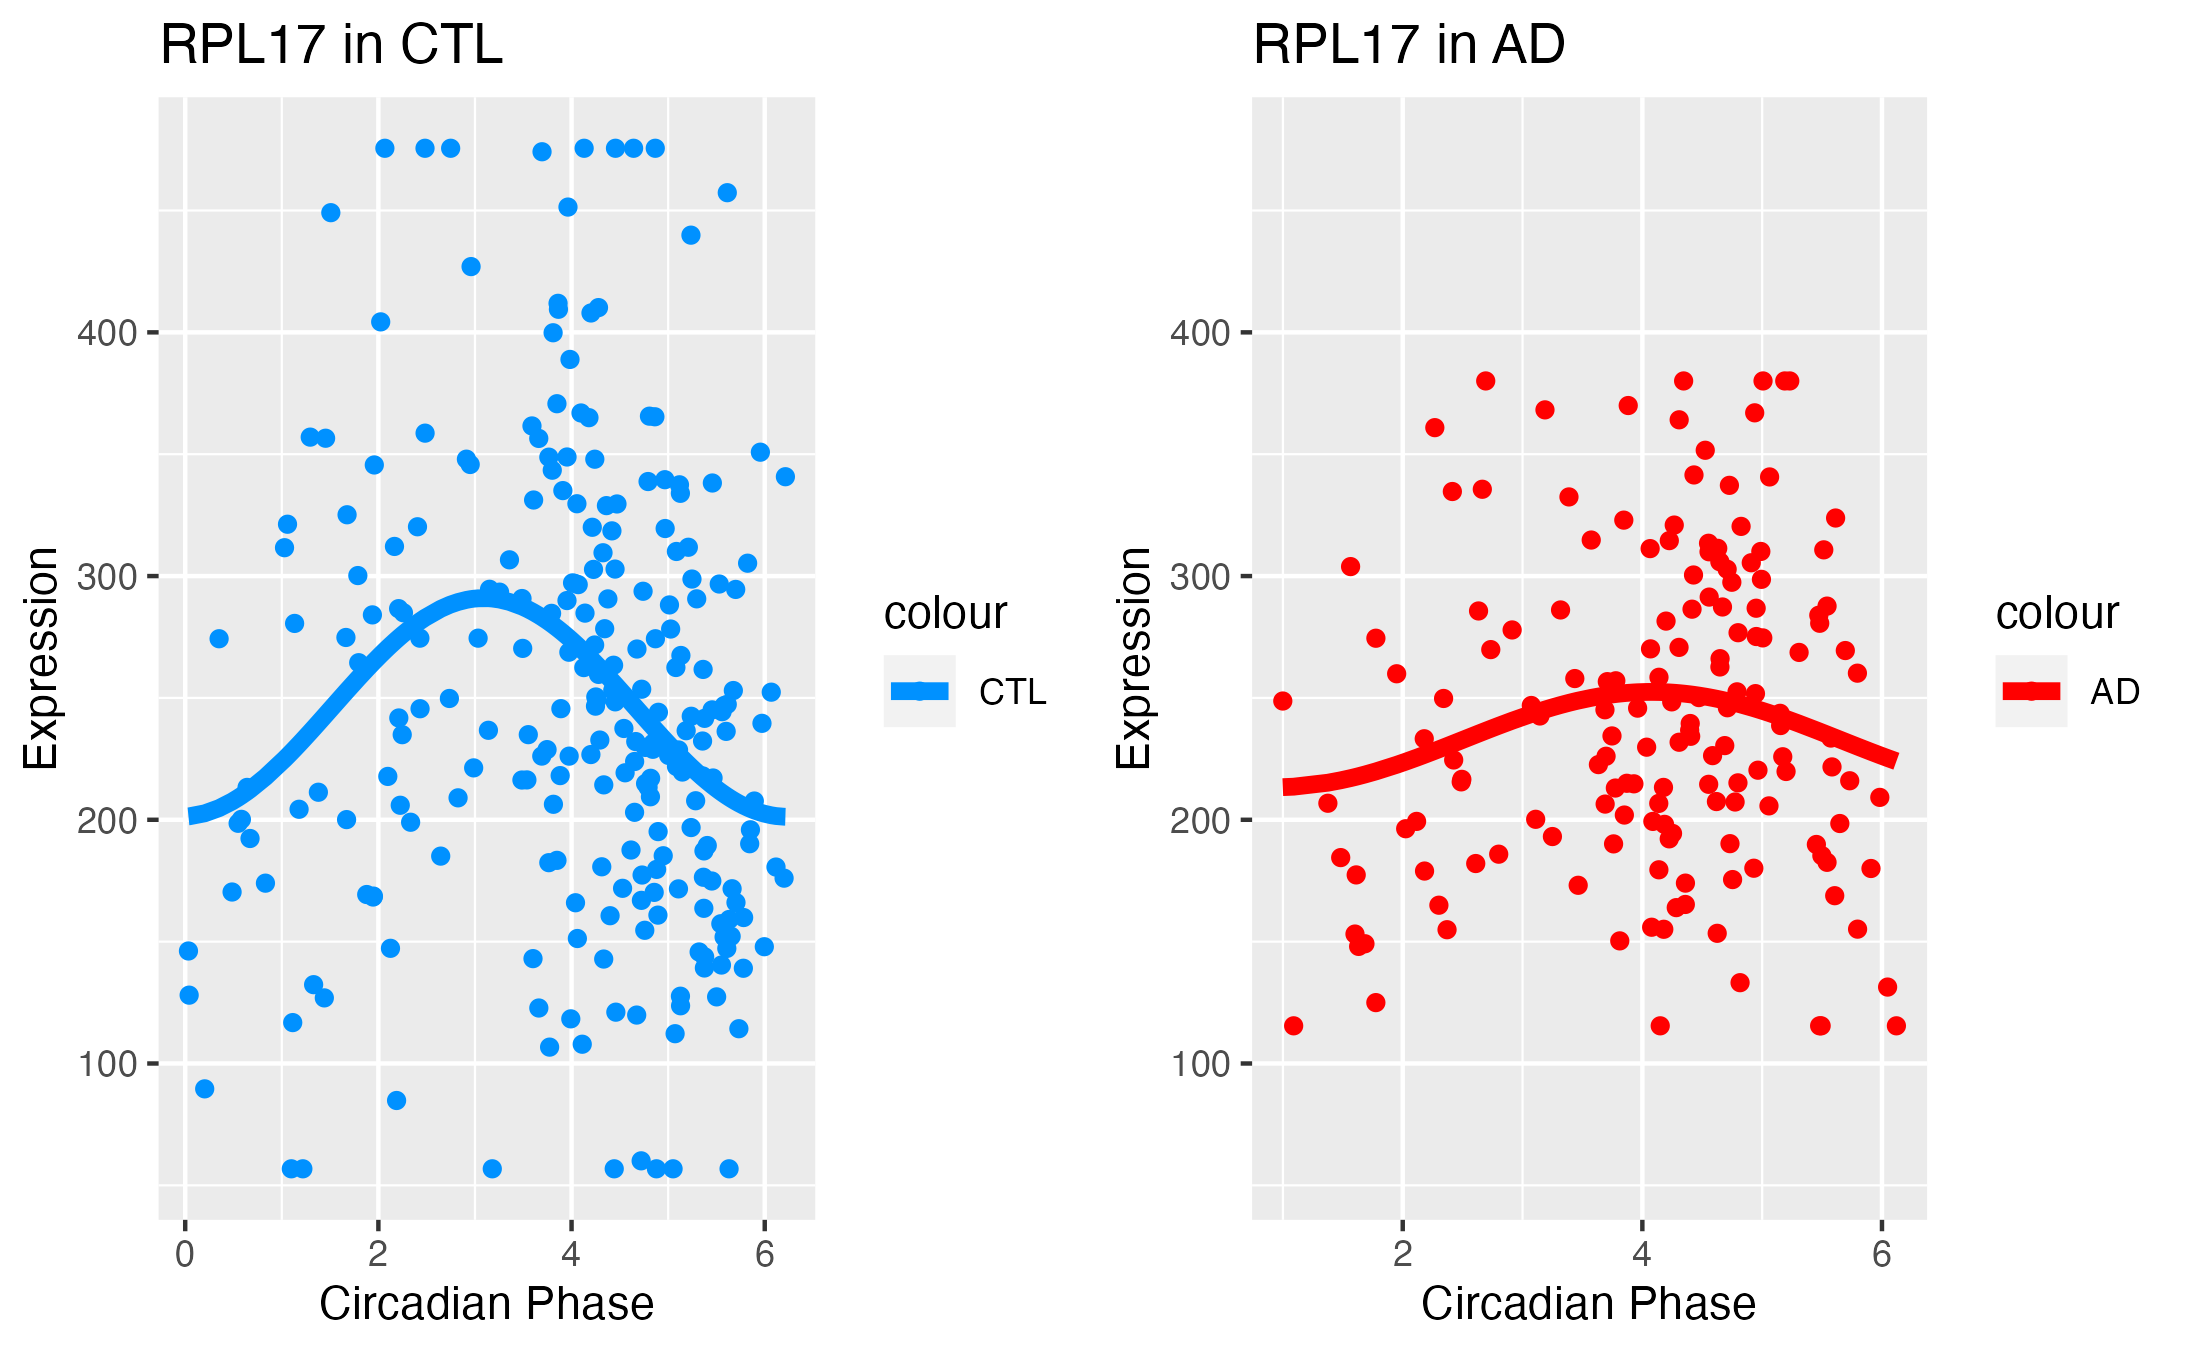 RPL17 in CTL
Expression
400
300
200
100
0 2 4 6
Circadian Phase
colour
CTL
RPL17 in AD
Expression
400
300
200
100
2 4 6
Circadian Phase
colour
AD